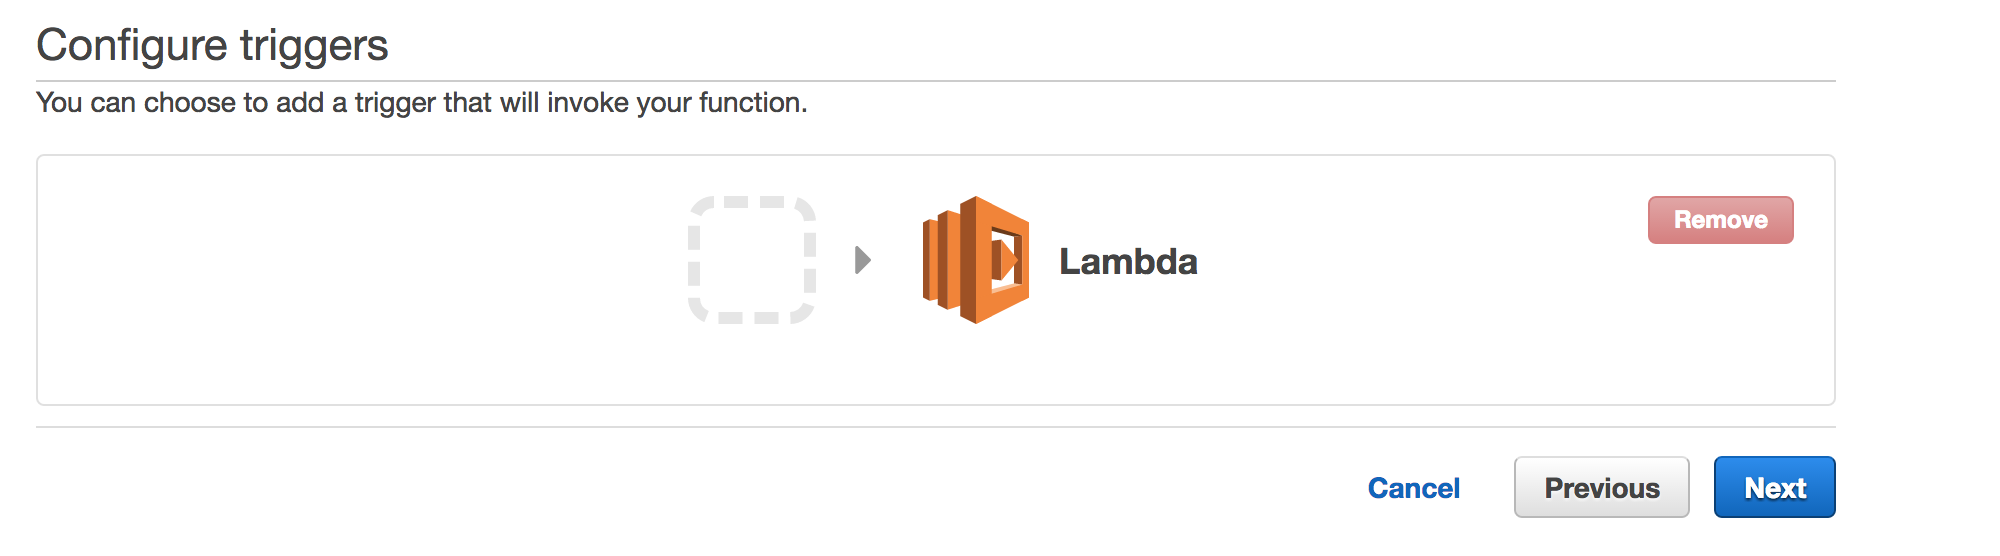 Configure triggers
You can choose to add a trigger that will invoke your function.
Remove
Lambda
Cancel
Previous
Next